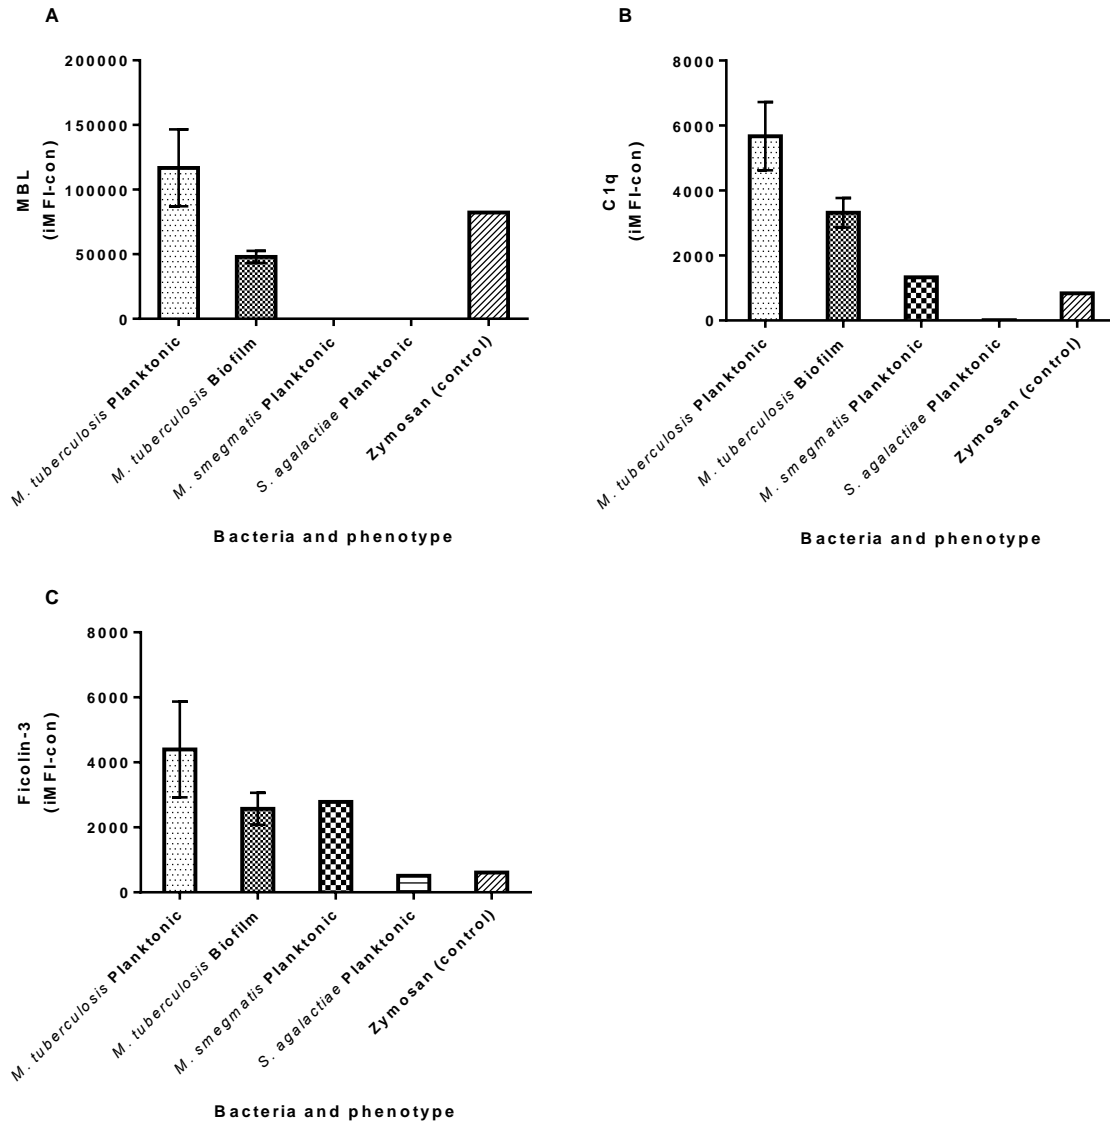 A
200000
150000
100000
50000
0
MBL
(iMFI-con)
M. tuberculosis Planktonic
M. tuberculosis Biofilm
M. smegmatis Planktonic
S. agalactiae Planktonic
Zymosan (control)
Bacteria and phenotype
B
8000
6000
4000
2000
0
C1q
(iMFI-con)
M. tuberculosis Planktonic
M. tuberculosis Biofilm
M. smegmatis Planktonic
S. agalactiae Planktonic
Zymosan (control)
Bacteria and phenotype
C
8000
6000
4000
2000
0
Ficolin-3
(iMFI-con)
M. tuberculosis Planktonic
M. tuberculosis Biofilm
M. smegmatis Planktonic
S. agalactiae Planktonic
Zymosan (control)
Bacteria and phenotype